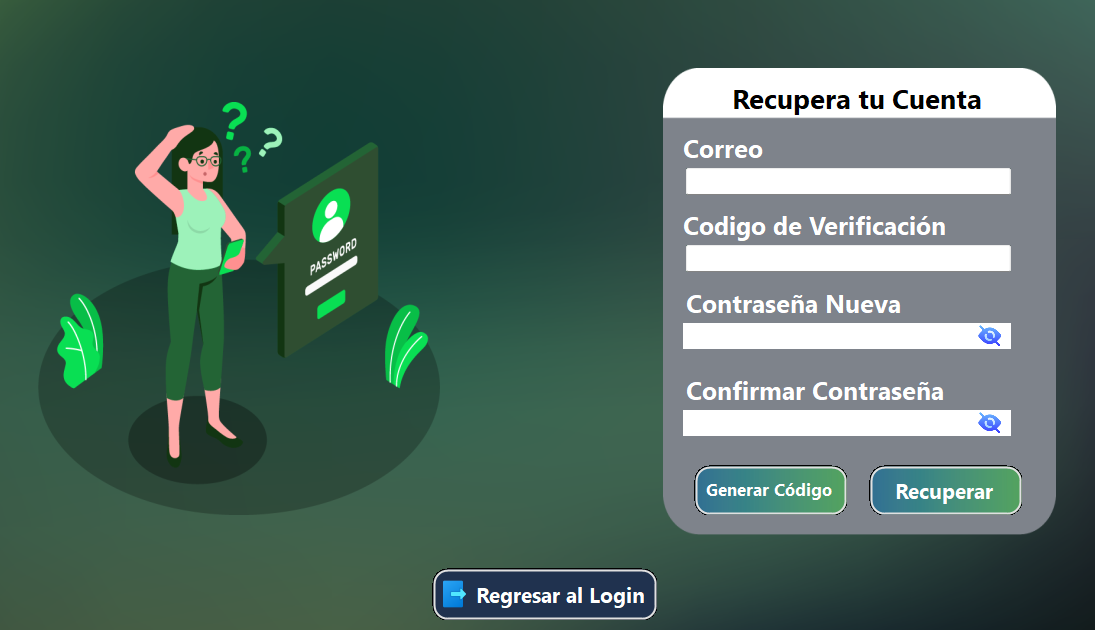 Recupera tu Cuenta
Correo
Codigo de Verificación
Contraseña Nueva
Confirmar Contraseña
Generar Código
Recuperar
? ? ?
PASSWORD
Regresar al Login